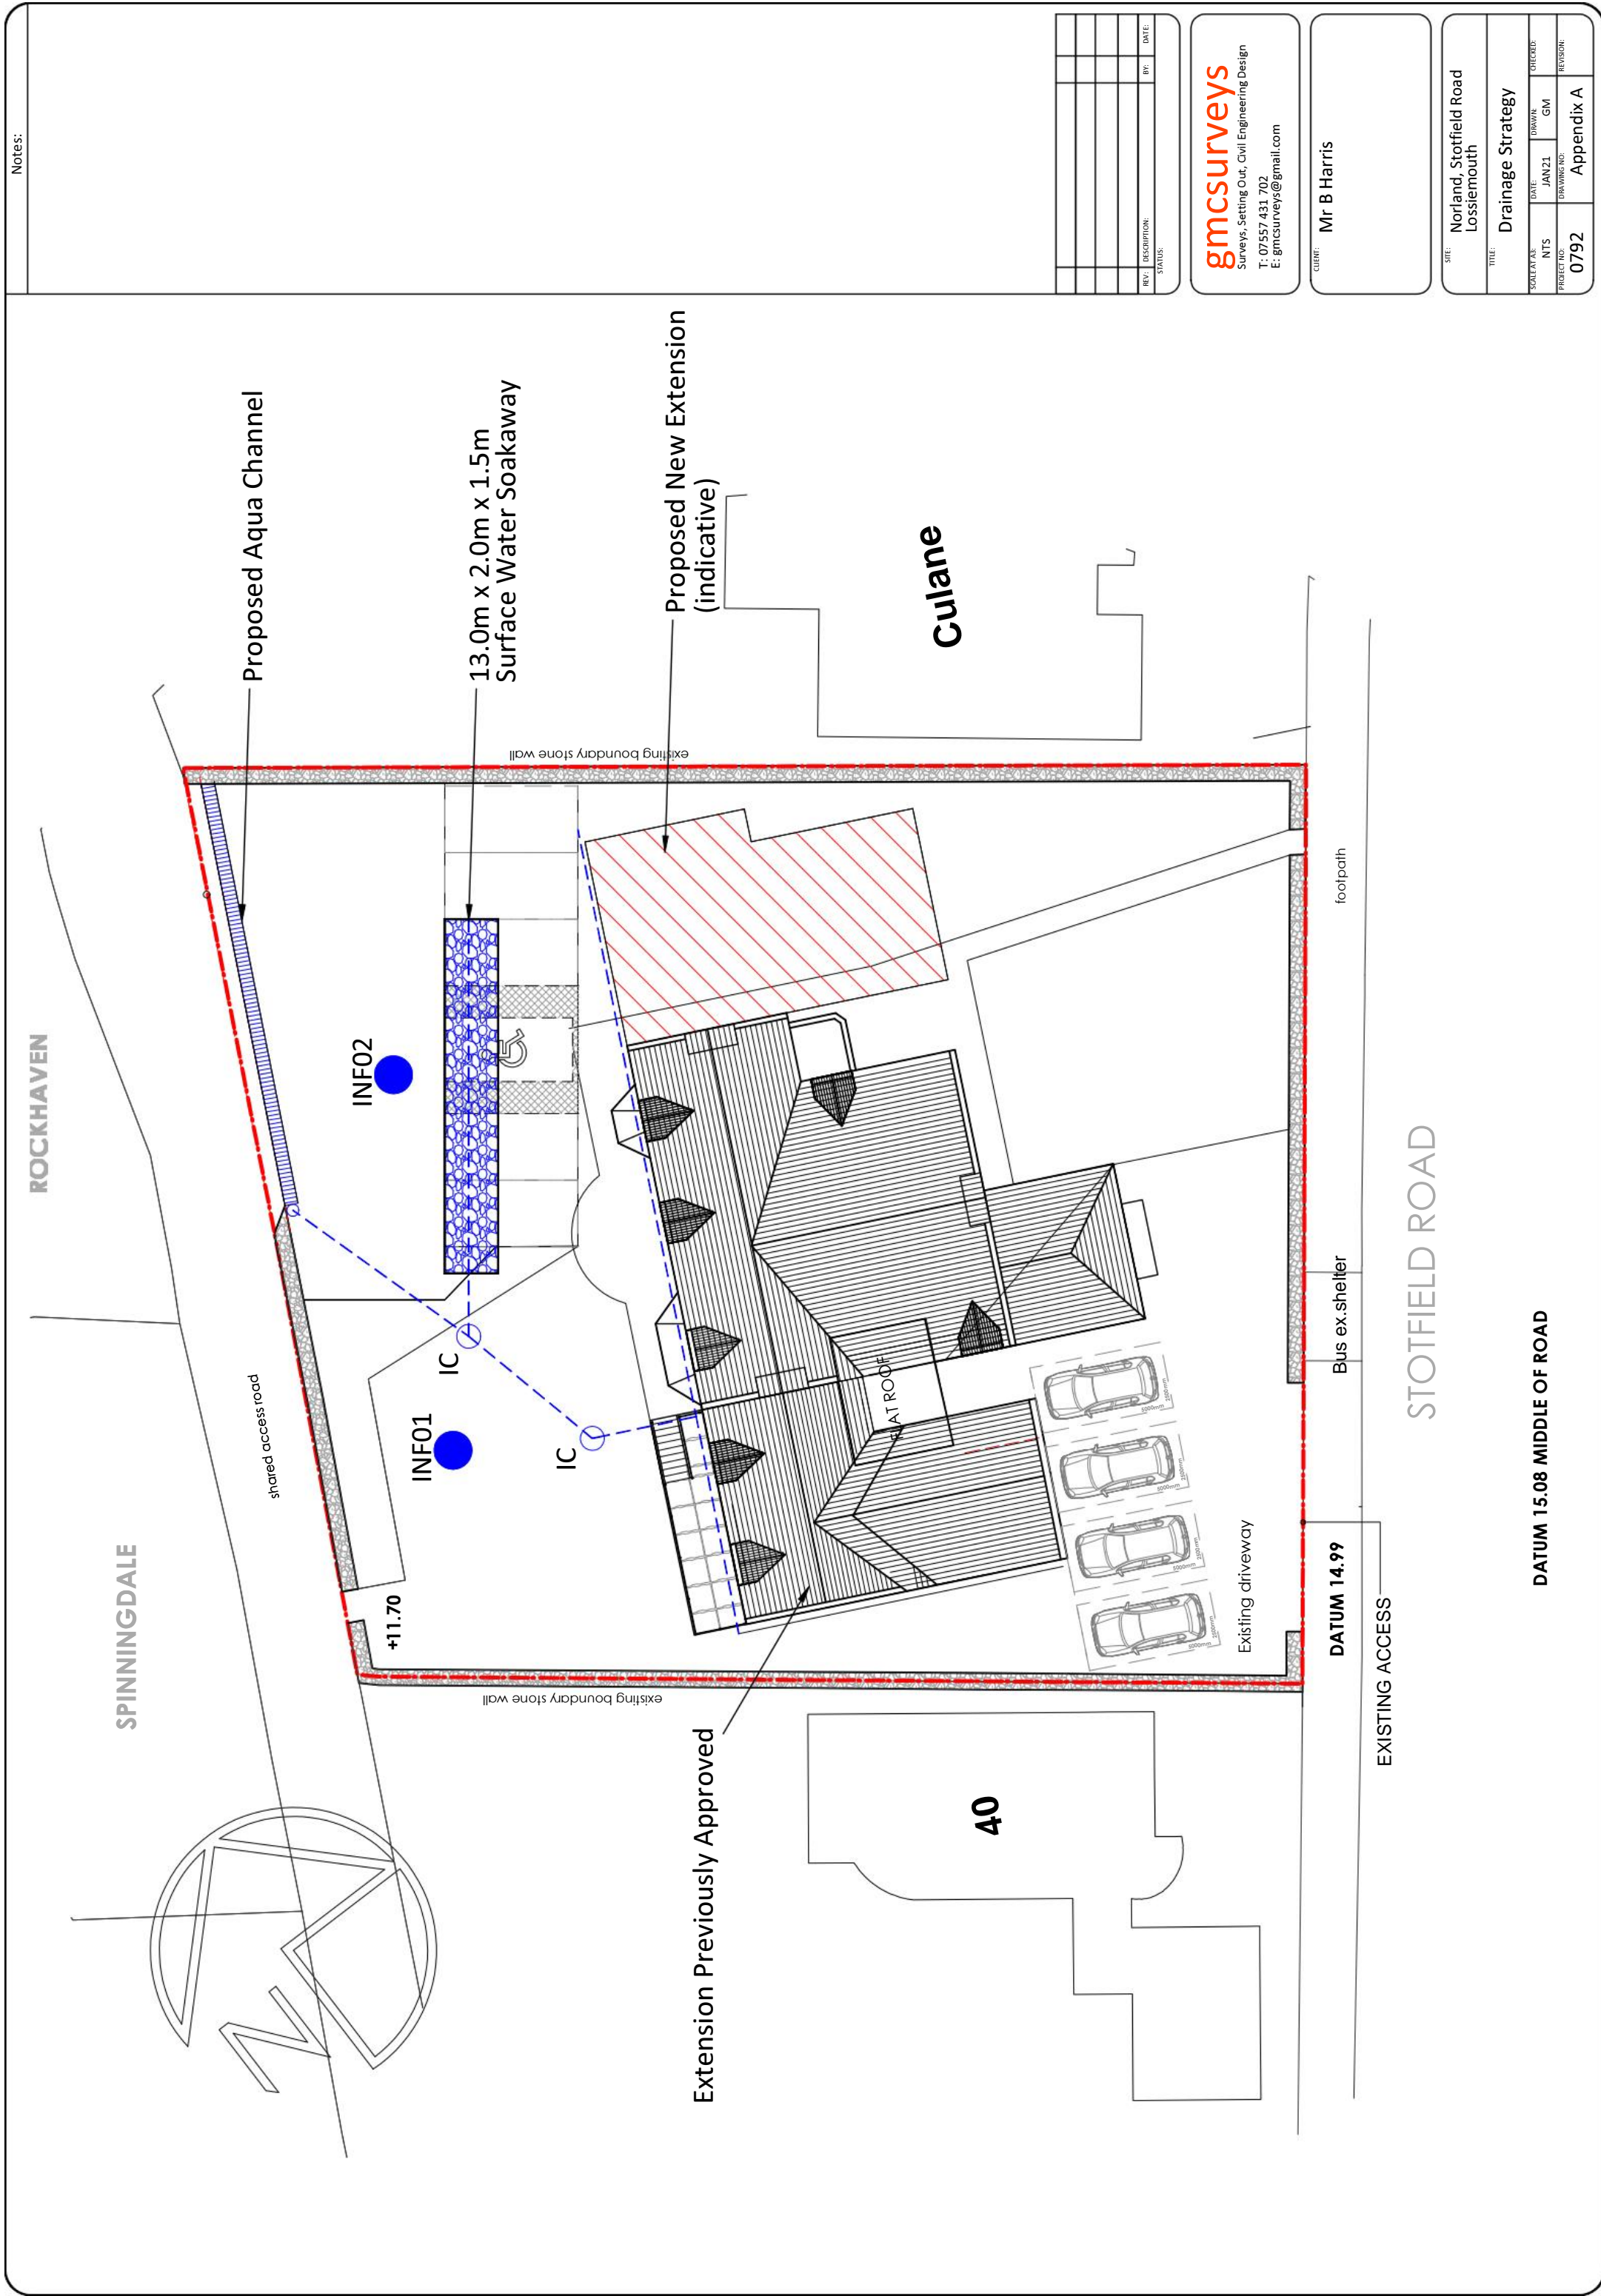 Notes:
ROCKHAVEN
SPINNINGDALE
shared access road
Proposed Aqua Channel
13.0m x 2.0m x 1.5m
Surface Water Soakaway
Proposed New Extension
(indicative)
existing boundary stone wall
INF02
INF01
IC
IC
+11.70
existing boundary stone wall
N
Extension Previously Approved
40
Culane
FLAT ROOF
Existing driveway
footpath
Bus ex.shelter
DATUM 14.99
EXISTING ACCESS
STOTFIELD ROAD
DATUM 15.08 MIDDLE OF ROAD
REV: DESCRIPTION: BY: DATE:
STATUS:
gmcsurveys
Surveys, Setting Out, Civil Engineering Design
T: 07557 431 702
E: gmcsurveys@gmail.com
CLIENT:
Mr B Harris
SITE:
Norland, Stotfield Road
Lossiemouth
TITLE:
Drainage Strategy
SCALE AT A3: DATE: DRAWN: CHECKED:
NTS JAN21 GM
PROJECT NO: DRAWING NO: REVISION:
0792 Appendix A